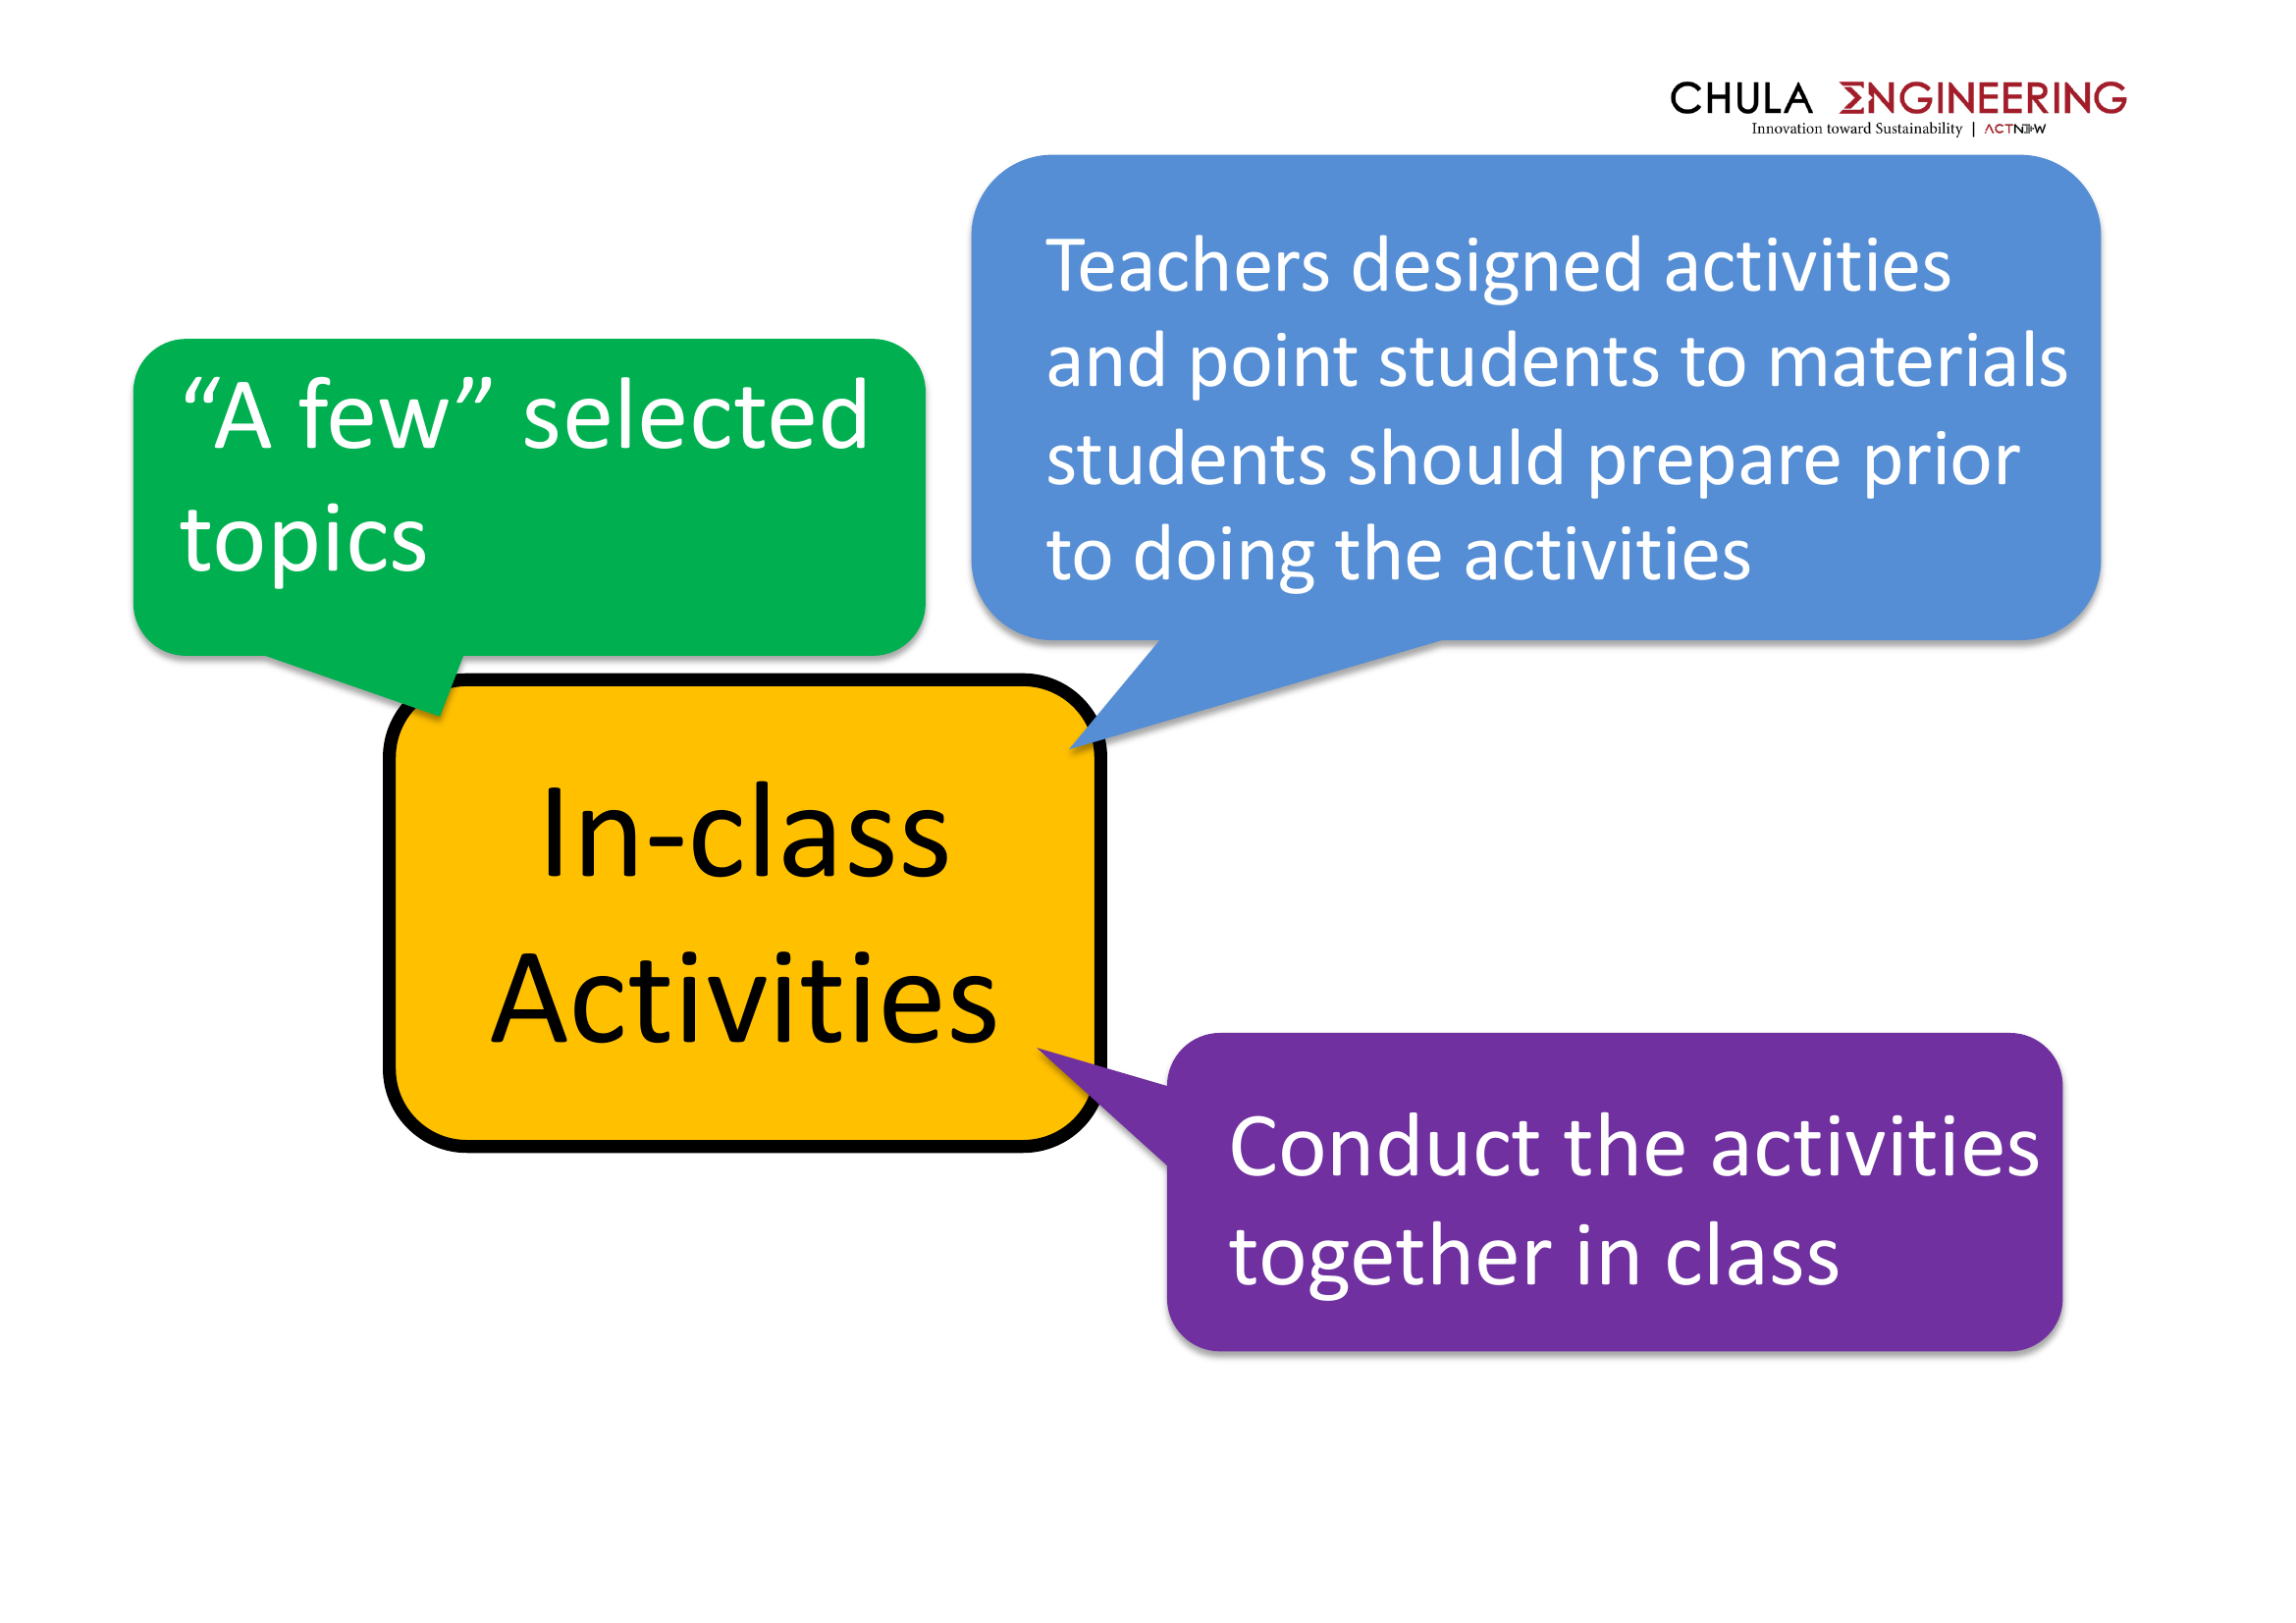 CHULA ENGINEERING
Innovation toward Sustainability | ACTNOW
“A few” selected
topics
Teachers designed activities
and point students to materials
students should prepare prior
to doing the activities
In-class
Activities
Conduct the activities
together in class